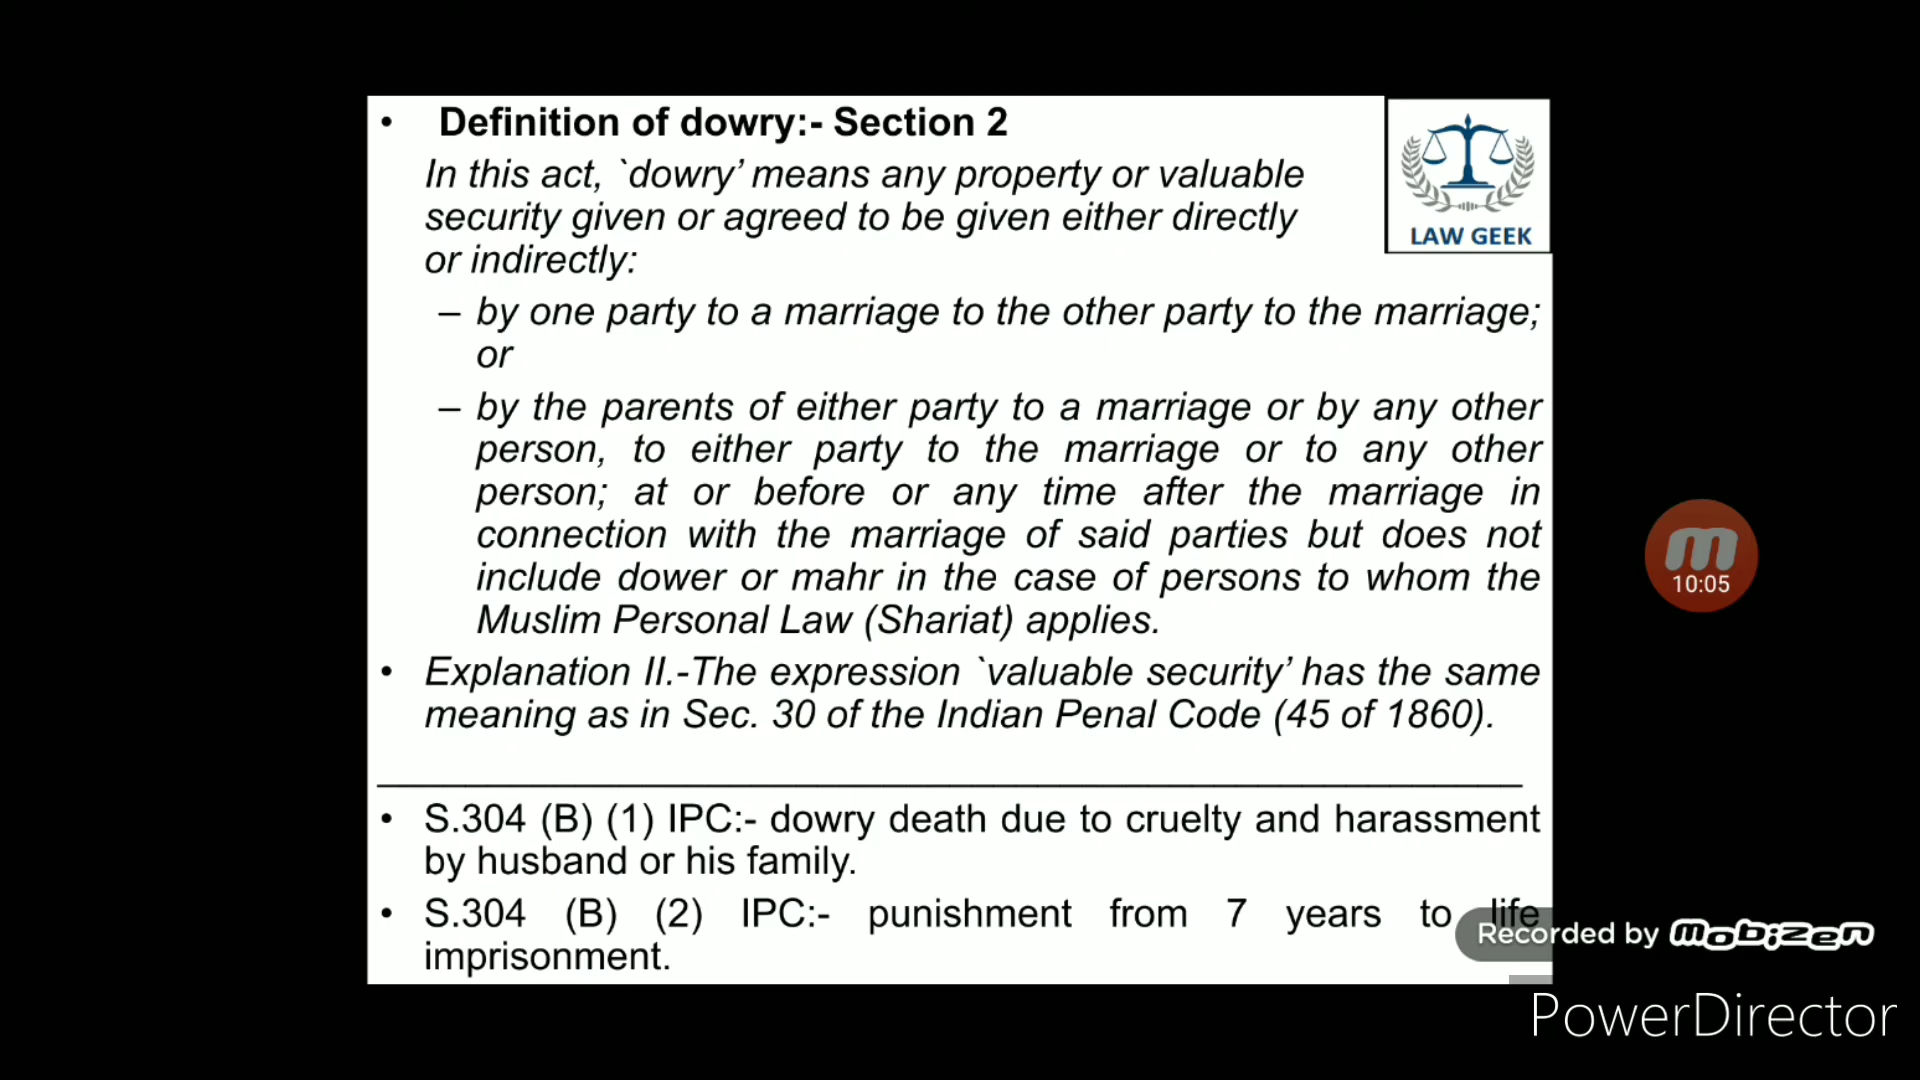 • Definition of dowry:- Section 2
In this act, `dowry’ means any property or valuable
security given or agreed to be given either directly
or indirectly:
– by one party to a marriage to the other party to the marriage;
or
– by the parents of either party to a marriage or by any other
person, to either party to the marriage or to any other
person; at or before or any time after the marriage in
connection with the marriage of said parties but does not
include dower or mahr in the case of persons to whom the
Muslim Personal Law (Shariat) applies.
• Explanation II.-The expression `valuable security’ has the same
meaning as in Sec. 30 of the Indian Penal Code (45 of 1860).
• S.304 (B) (1) IPC:- dowry death due to cruelty and harassment
by husband or his family.
• S.304 (B) (2) IPC:- punishment from 7 years to life
imprisonment.
LAW GEEK
10:05
Recorded by mobizen
PowerDirector